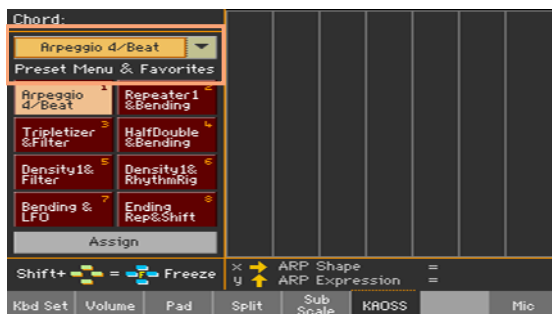 Chord:
Arpeggio 4/Beat
Preset Menu & Favorites
Arpeggio 4/Beat 1
Repeater1 &Bending 2
Tripletizer &Filter 3
HalfDouble &Bending 4
Density1& Filter 5
Density1& RhythmRig 6
Bending & LFO 7
Ending Rep&Shift 8
Assign
Shift+ = F Freeze
x ARP Shape =
y ARP Expression =
Kbd Set Volume Pad Split Sub Scale KAOSS Mic